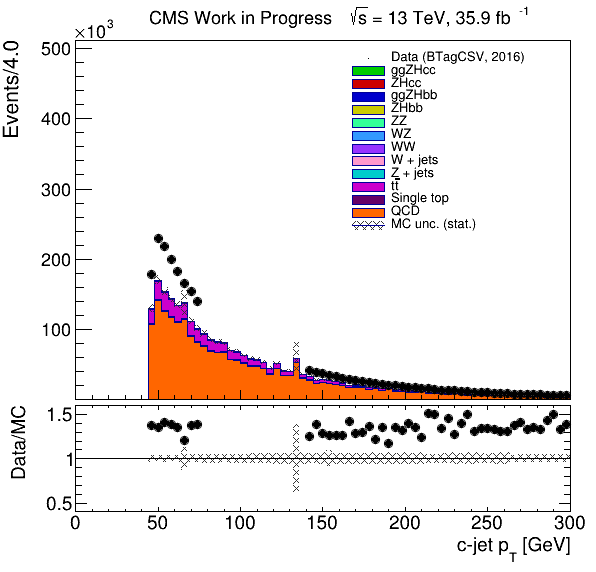 CMS Work in Progress √s = 13 TeV, 35.9 fb⁻¹
×10³
Events/4.0
500
400
300
200
100
Data (BTagCSV, 2016)
ggZHcc
ZHcc
ggZHbb
ZHbb
ZZ
WZ
WW
W + jets
Z + jets
tt̅
Single top
QCD
MC unc. (stat.)
Data/MC
1.5
1
0.5
0 50 100 150 200 250 300
c-jet p_T [GeV]